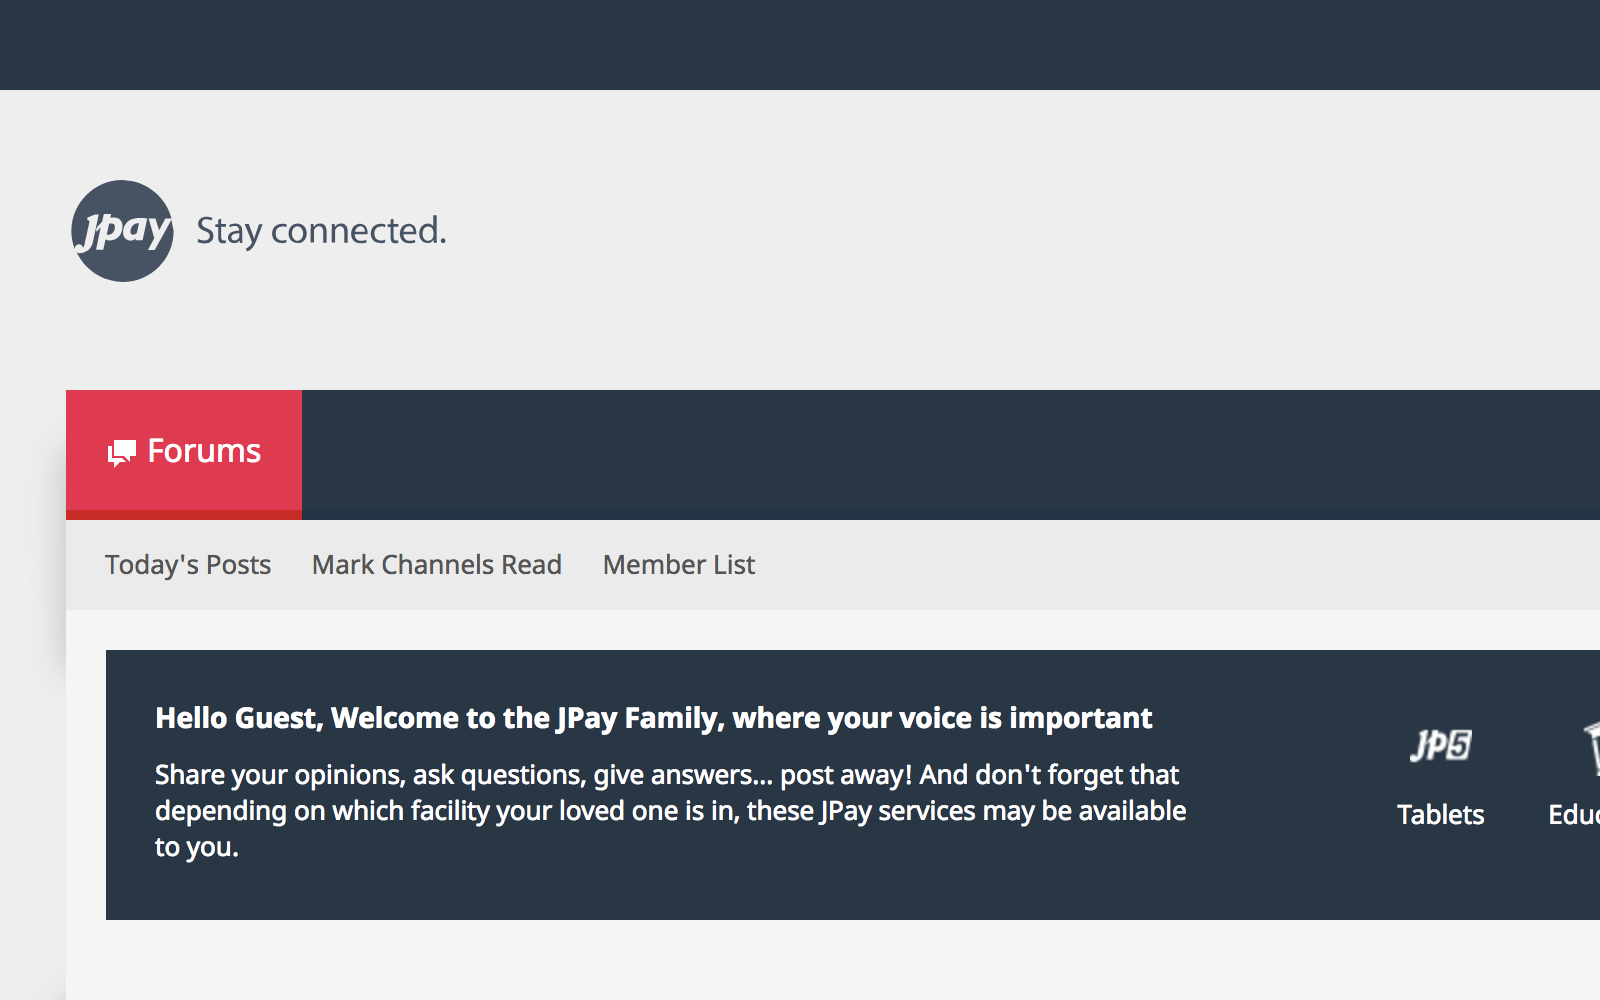 Jpay Stay connected.
Forums
Today's Posts Mark Channels Read Member List
Hello Guest, Welcome to the JPay Family, where your voice is important
Share your opinions, ask questions, give answers... post away! And don't forget that
depending on which facility your loved one is in, these JPay services may be available
to you.
JP5
Tablets